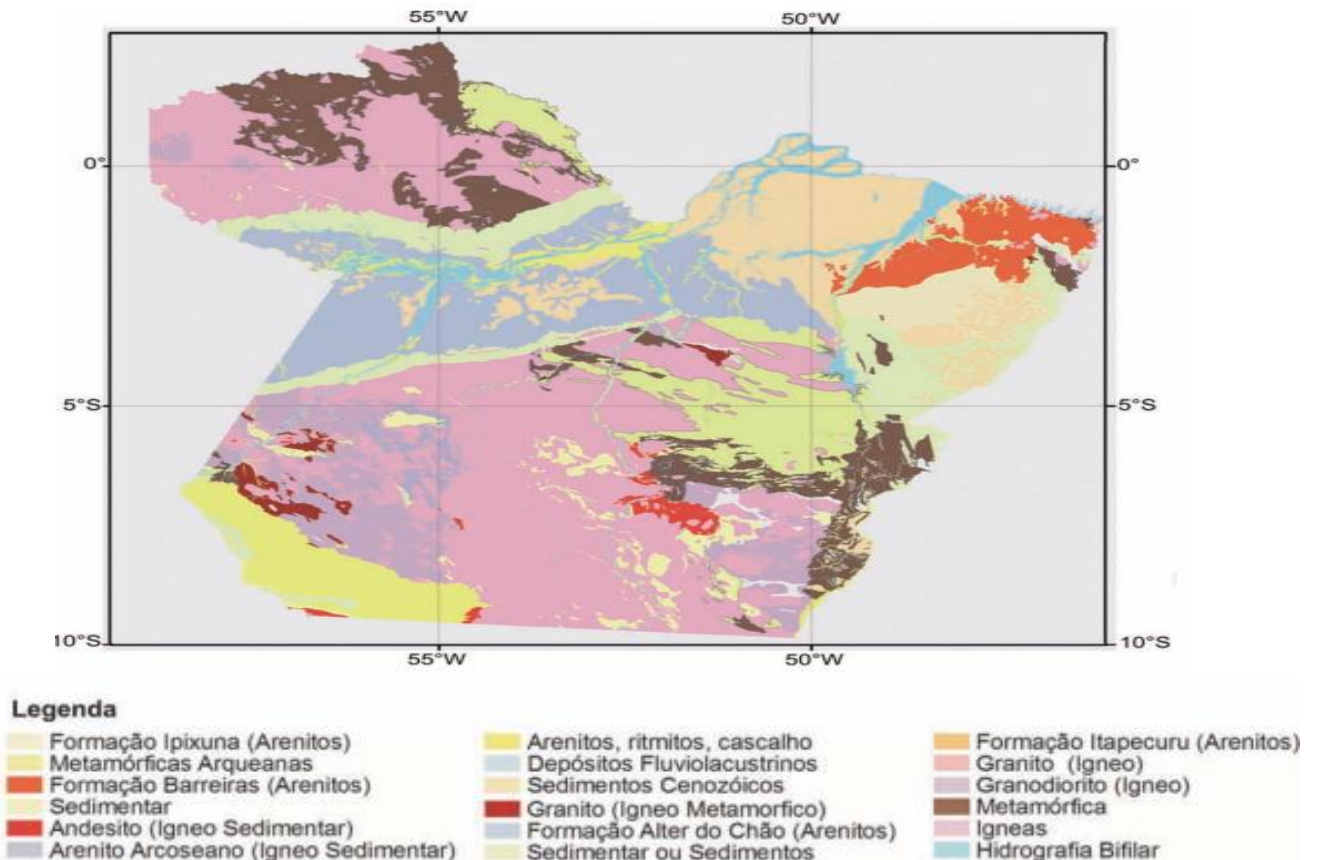 55°W 50°W
0° 0°
5°S 5°S
10°S 10°S
55°W 50°W
Legenda
Formação Ipixuna (Arenitos)
Metamórficas Arqueanas
Formação Barreiras (Arenitos)
Sedimentar
Andesito (Igneo Sedimentar)
Arenito Arcoseano (Igneo Sedimentar)
Arenitos, ritmitos, cascalho
Depósitos Fluviolacustrinos
Sedimentos Cenozóicos
Granito (Igneo Metamorfico)
Formação Alter do Chão (Arenitos)
Sedimentar ou Sedimentos
Formação Itapecuru (Arenitos)
Granito (Igneo)
Granodiorito (Igneo)
Metamórfica
Igneas
Hidrografia Bifilar